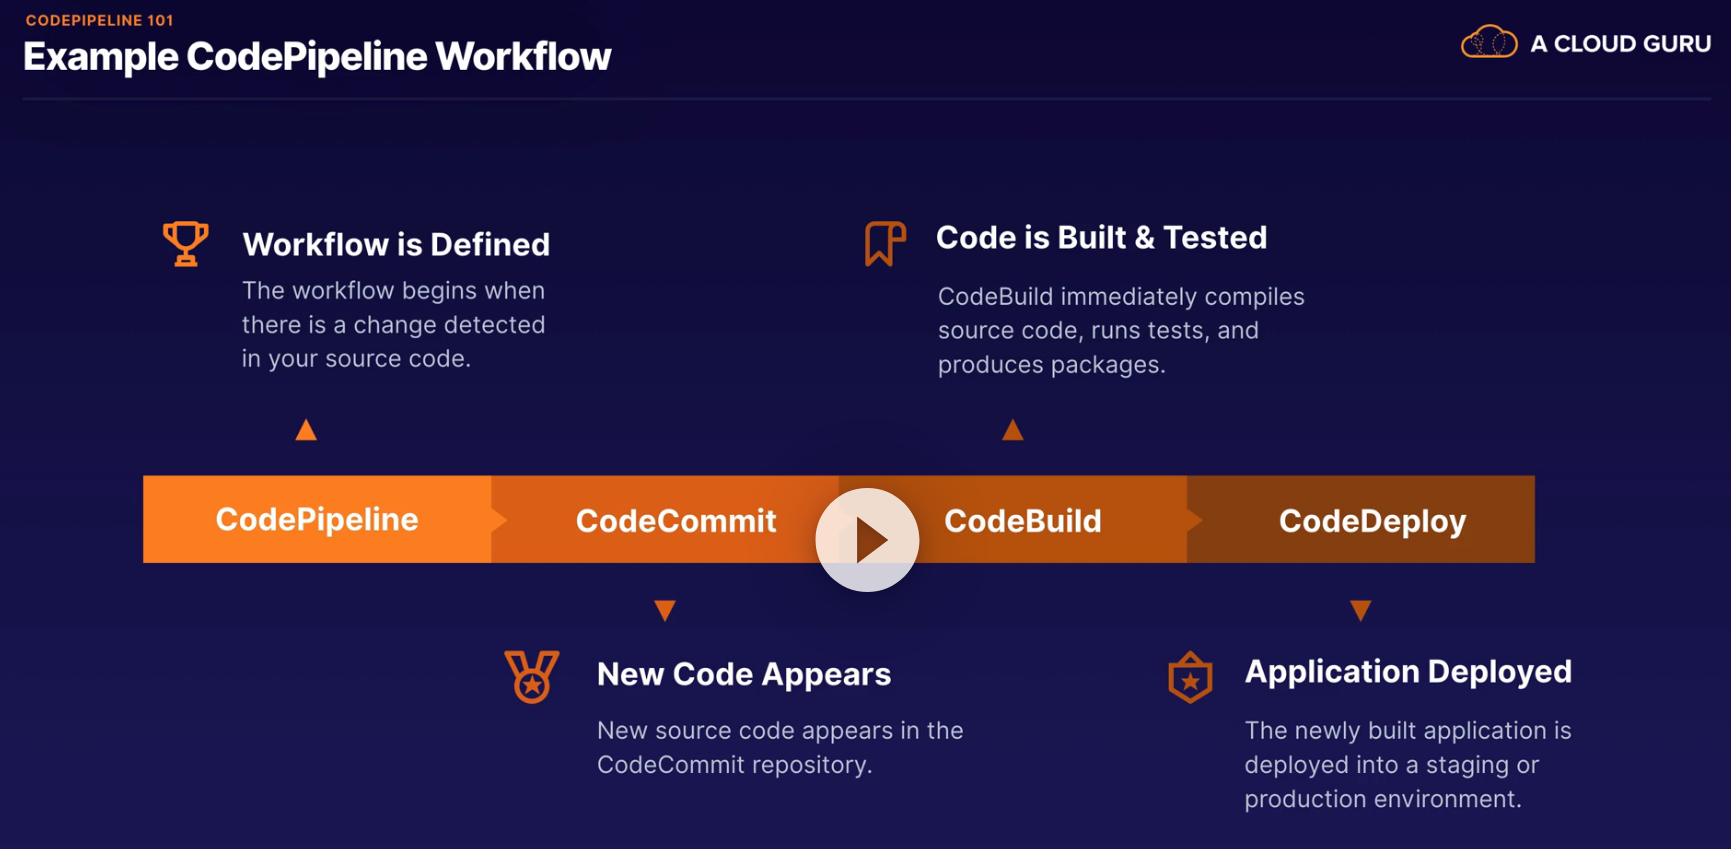 CODEPIPELINE 101
Example CodePipeline Workflow
A CLOUD GURU
Workflow is Defined
The workflow begins when
there is a change detected
in your source code.
Code is Built & Tested
CodeBuild immediately compiles
source code, runs tests, and
produces packages.
CodePipeline
CodeCommit
CodeBuild
CodeDeploy
New Code Appears
New source code appears in the
CodeCommit repository.
Application Deployed
The newly built application is
deployed into a staging or
production environment.